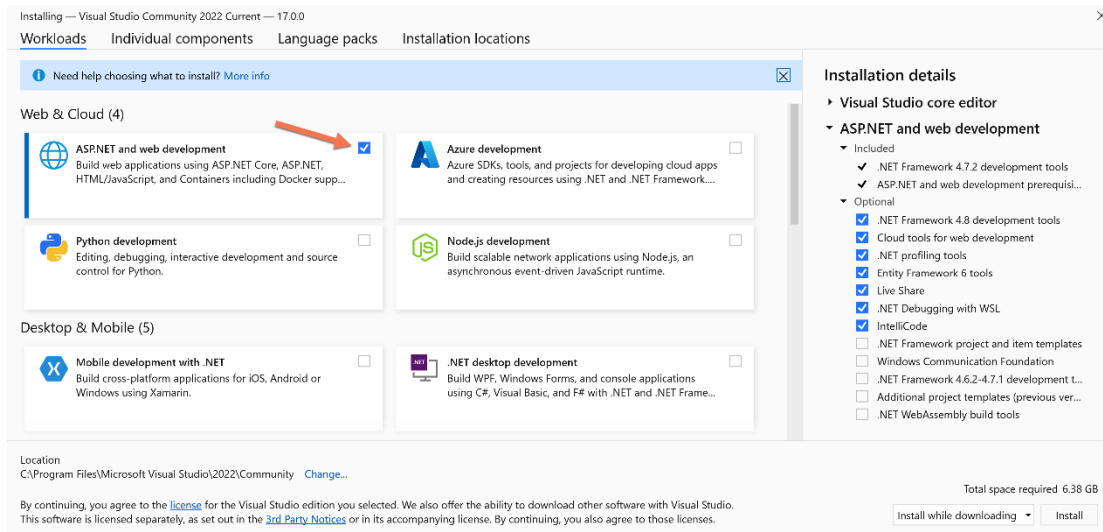 Installing — Visual Studio Community 2022 Current — 17.0.0
Workloads Individual components Language packs Installation locations
Need help choosing what to install? More info
Web & Cloud (4)
ASP.NET and web development
Build web applications using ASP.NET Core, ASP.NET,
HTML/JavaScript, and Containers including Docker supp...
Azure development
Azure SDKs, tools, and projects for developing cloud apps
and creating resources using .NET and .NET Framework....
Python development
Editing, debugging, interactive development and source
control for Python.
Node.js development
Build scalable network applications using Node.js, an
asynchronous event-driven JavaScript runtime.
Desktop & Mobile (5)
Mobile development with .NET
Build cross-platform applications for iOS, Android or
Windows using Xamarin.
.NET
.NET desktop development
Build WPF, Windows Forms, and console applications
using C#, Visual Basic, and F# with .NET and .NET Frame...
Installation details
Visual Studio core editor
ASP.NET and web development
Included
.NET Framework 4.7.2 development tools
ASP.NET and web development prerequisi...
Optional
.NET Framework 4.8 development tools
Cloud tools for web development
.NET profiling tools
Entity Framework 6 tools
Live Share
.NET Debugging with WSL
IntelliCode
.NET Framework project and item templates
Windows Communication Foundation
.NET Framework 4.6.2-4.7.1 development t...
Additional project templates (previous ver...
.NET WebAssembly build tools
Location
C:\Program Files\Microsoft Visual Studio\2022\Community Change...
By continuing, you agree to the license for the Visual Studio edition you selected. We also offer the ability to download other software with Visual Studio.
This software is licensed separately, as set out in the 3rd Party Notices or in its accompanying license. By continuing, you also agree to those licenses.
Total space required 6.38 GB
Install while downloading Install